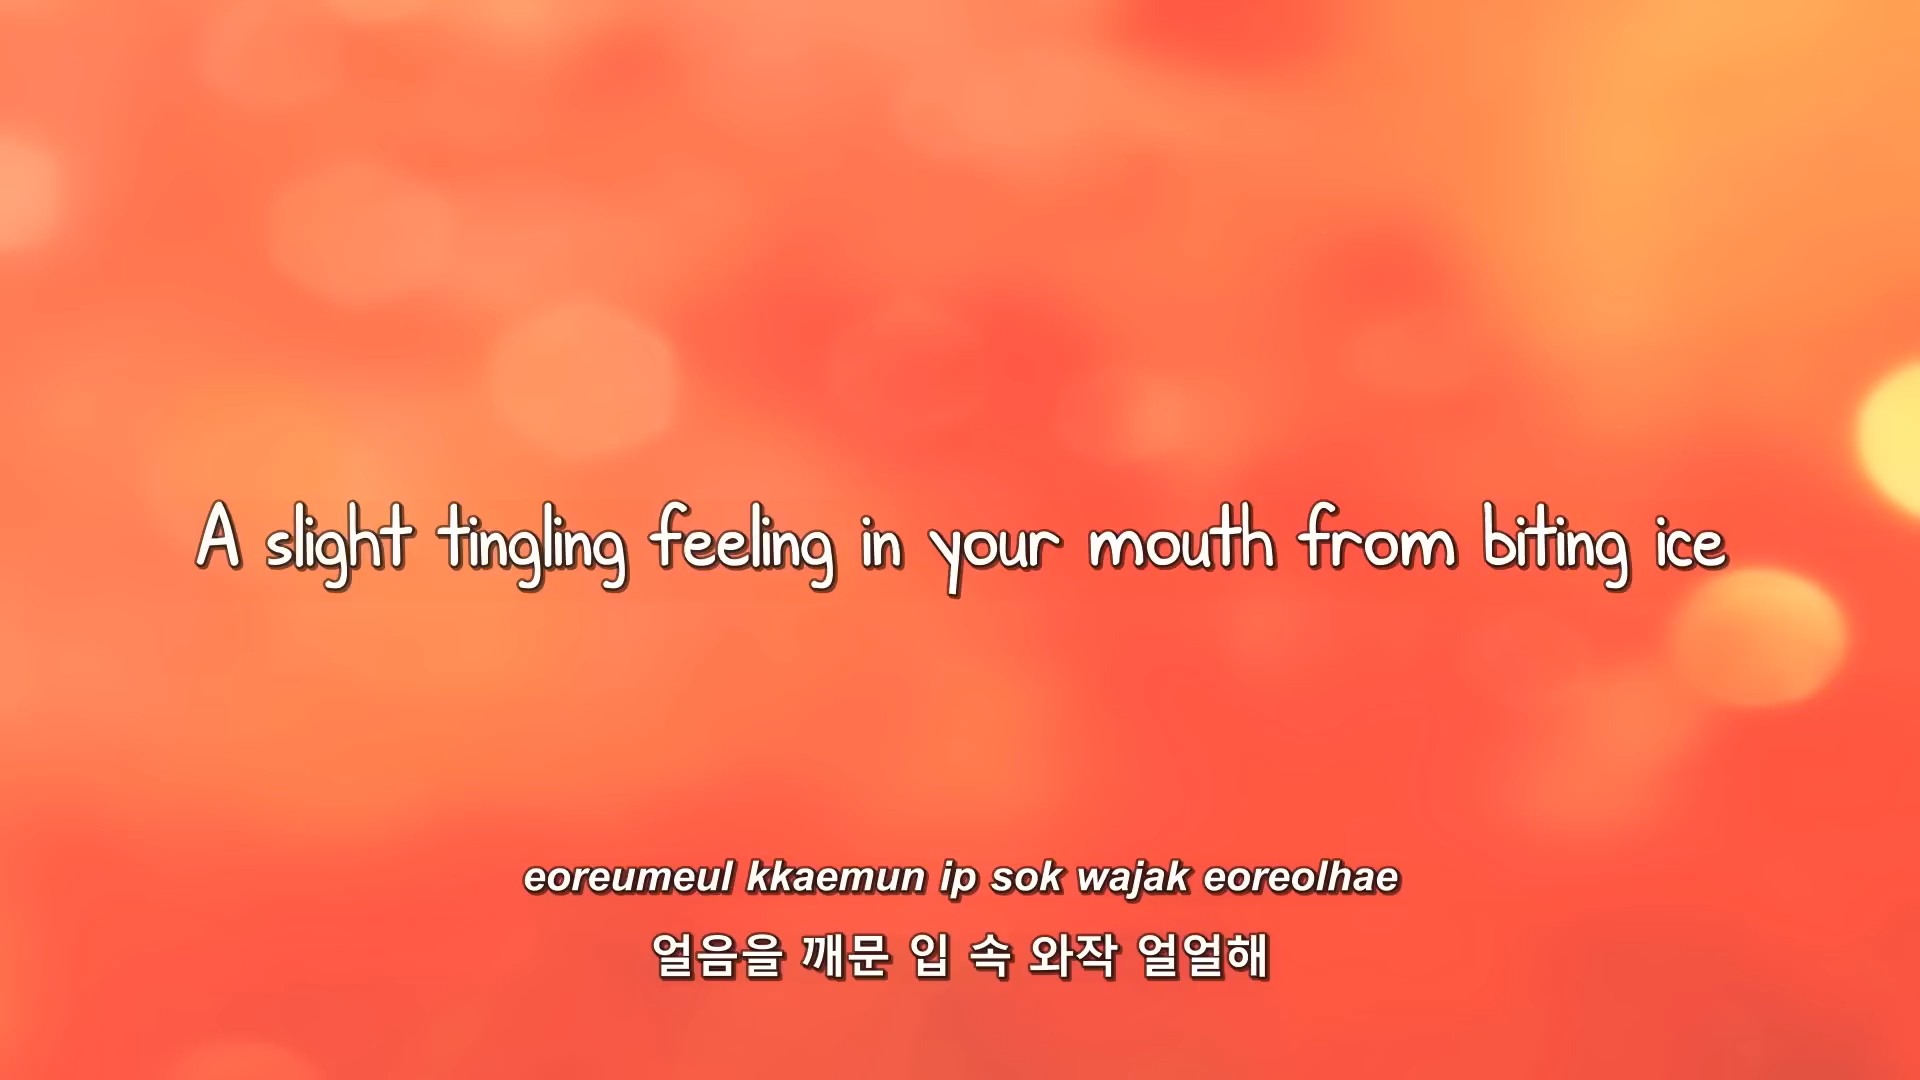 A slight tingling feeling in your mouth from biting ice
eoreumeul kkaemun ip sok wajak eoreolhae
얼음을 깨문 입 속 와작 얼얼해